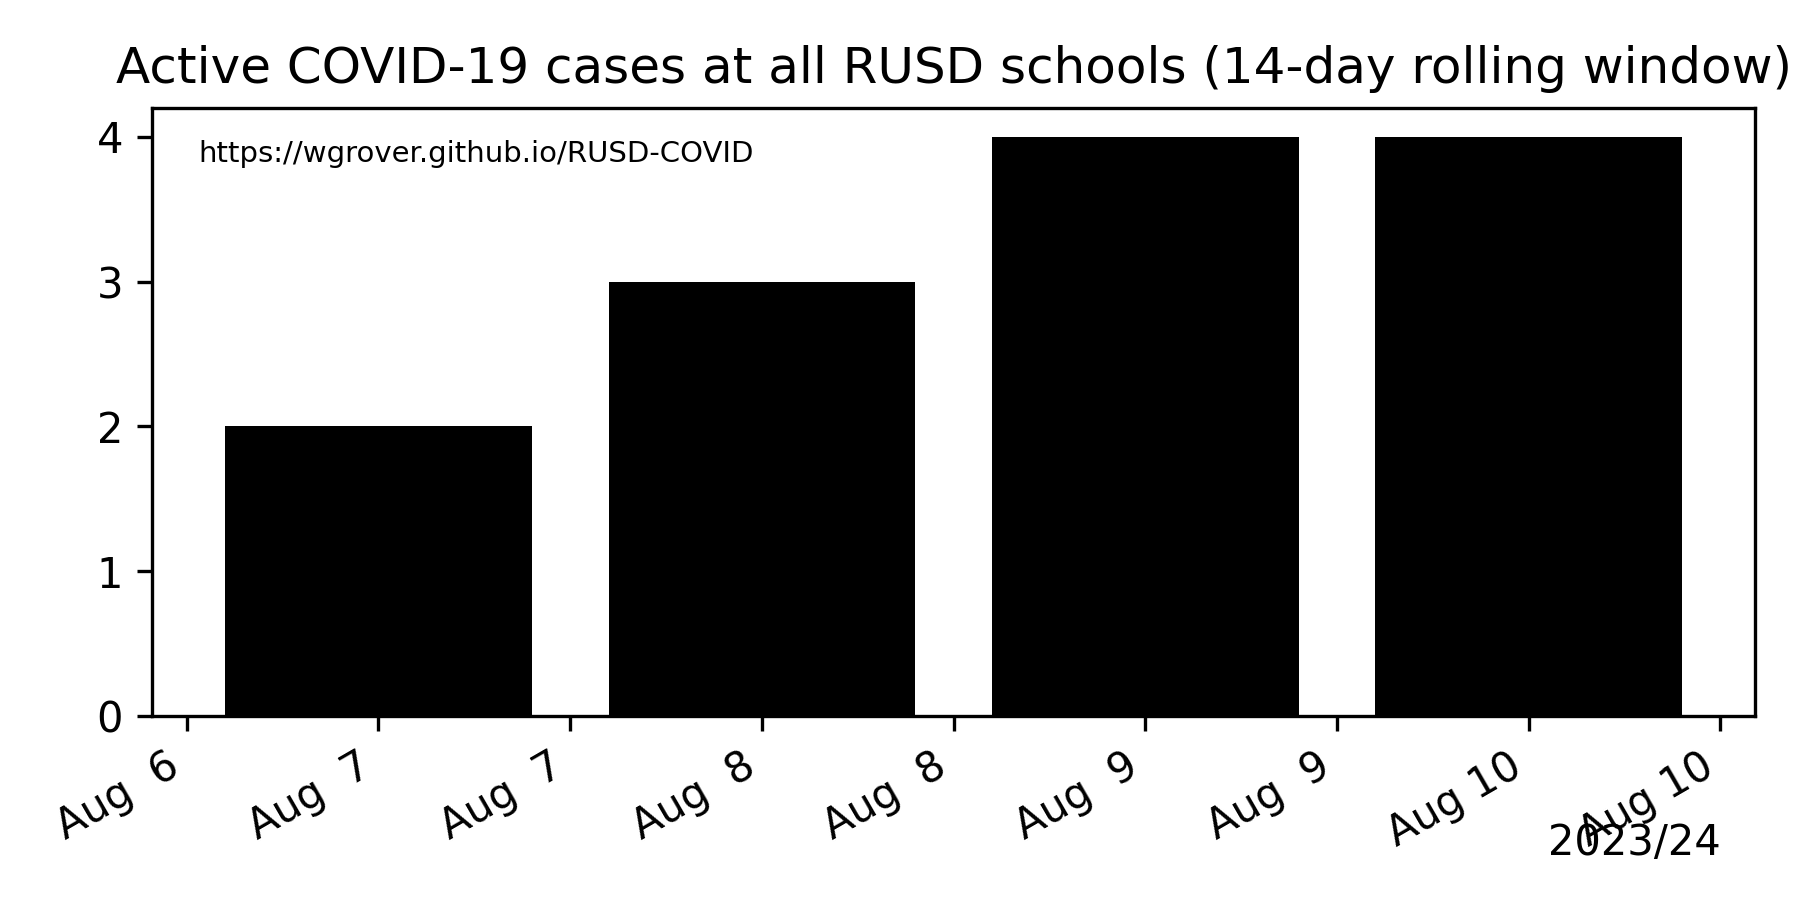 Active COVID-19 cases at all RUSD schools (14-day rolling window)
https://wgrover.github.io/RUSD-COVID
4
3
2
1
0
Aug 6
Aug 7
Aug 7
Aug 8
Aug 8
Aug 9
Aug 9
Aug 10
Aug 10
2023/24